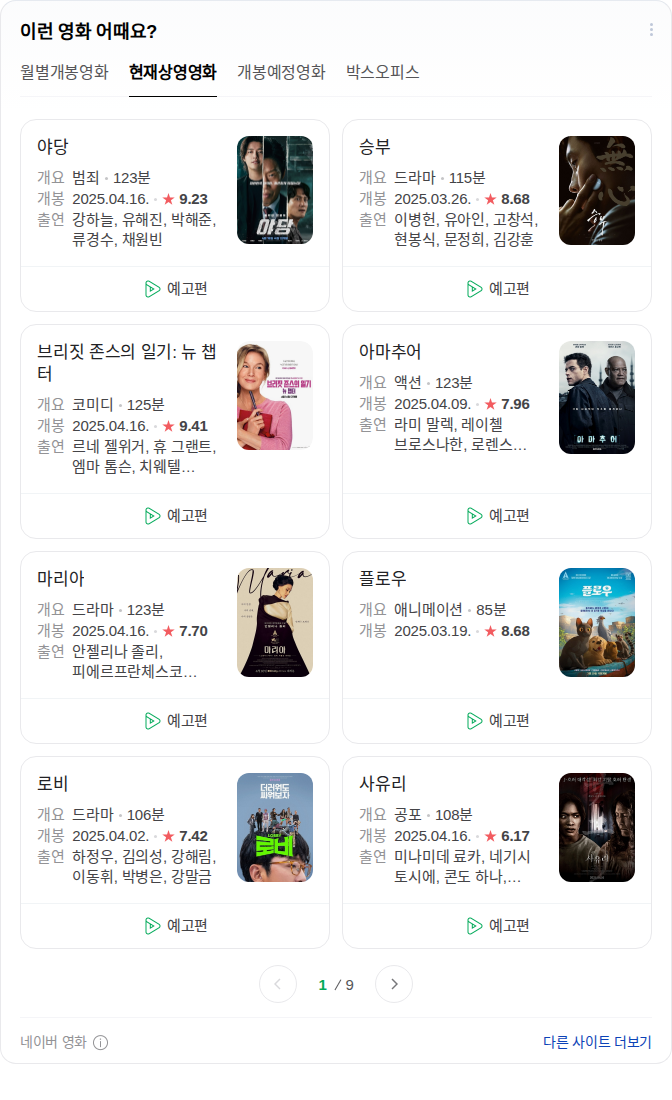 이런 영화 어때요?
월별개봉영화 현재상영영화 개봉예정영화 박스오피스
야당
개요 범죄 · 123분
개봉 2025.04.16. · ★ 9.23
출연 강하늘, 유해진, 박해준,
류경수, 채원빈
야당
예고편
승부
개요 드라마 · 115분
개봉 2025.03.26. · ★ 8.68
출연 이병헌, 유아인, 고창석,
현봉식, 문정희, 김강훈
승부
예고편
브리짓 존스의 일기: 뉴 챕
터
개요 코미디 · 125분
개봉 2025.04.16. · ★ 9.41
출연 르네 젤위거, 휴 그랜트,
엠마 톰슨, 치웨텔…
브리짓 존스의 일기
뉴 챕터
예고편
아마추어
개요 액션 · 123분
개봉 2025.04.09. · ★ 7.96
출연 라미 말렉, 레이첼
브로스나한, 로렌스…
아마추어
예고편
마리아
개요 드라마 · 123분
개봉 2025.04.16. · ★ 7.70
출연 안젤리나 졸리,
피에르프란체스코…
Maria
마리아
예고편
플로우
개요 애니메이션 · 85분
개봉 2025.03.19. · ★ 8.68
플로우
예고편
로비
개요 드라마 · 106분
개봉 2025.04.02. · ★ 7.42
출연 하정우, 김의성, 강해림,
이동휘, 박병은, 강말금
더러워도
싸워보자
로비
예고편
사유리
개요 공포 · 108분
개봉 2025.04.16. · ★ 6.17
출연 미나미데 료카, 네기시
토시에, 콘도 하나,…
사유리
예고편
1 / 9
네이버 영화
다른 사이트 더보기